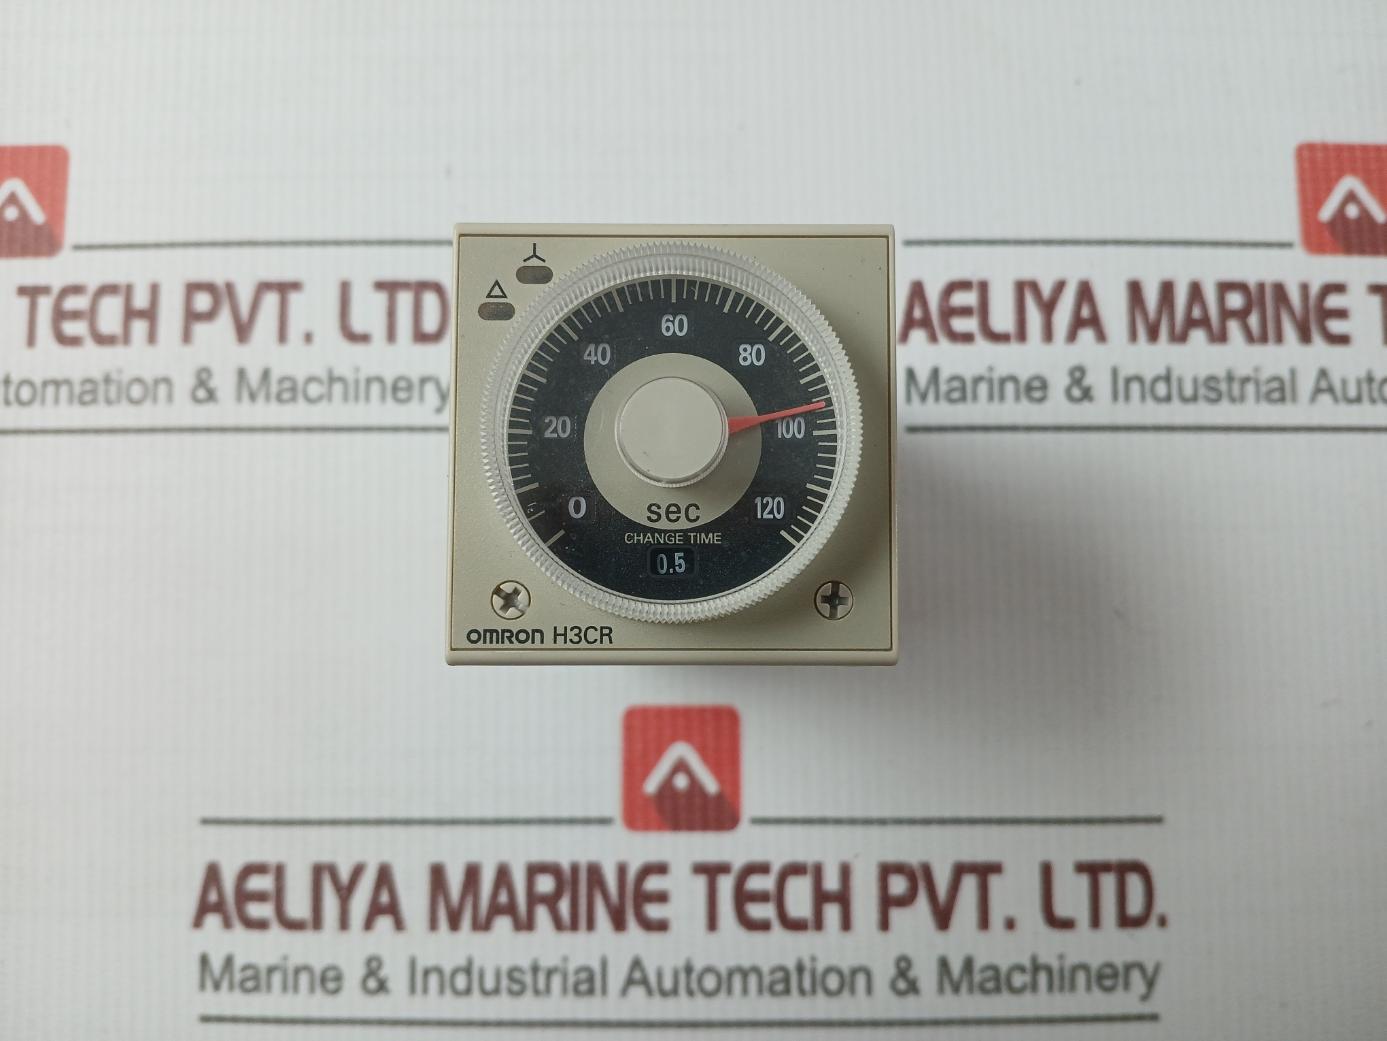 TECH PVT. LTD
tomation & Machinery
AELIYA MARINE T
Marine & Industrial Auto
0
20
40
60
80
100
120
sec
CHANGE TIME
0.5
omron H3CR
AELIYA MARINE TECH PVT. LTD.
Marine & Industrial Automation & Machinery